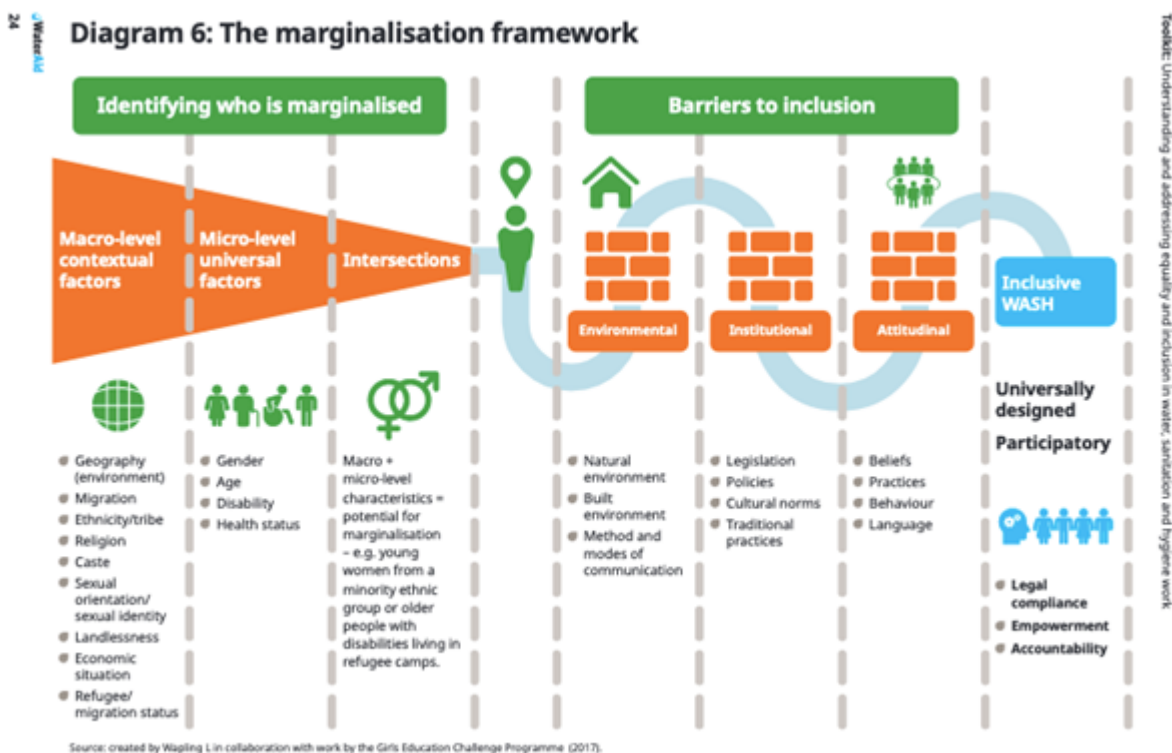 Diagram 6: The marginalisation framework
Identifying who is marginalised
Barriers to inclusion
Macro-level
contextual
factors
Micro-level
universal
factors
Intersections
Environmental
Institutional
Attitudinal
Inclusive
WASH
Geography
(environment)
Migration
Ethnicity/tribe
Religion
Caste
Sexual
orientation/
sexual identity
Landlessness
Economic
situation
Refugee/
migration status
Gender
Age
Disability
Health status
Macro +
micro-level
characteristics =
potential for
marginalisation
– e.g. young
women from a
minority ethnic
group or older
people with
disabilities living in
refugee camps.
Natural
environment
Built
environment
Method and
modes of
communication
Legislation
Policies
Cultural norms
Traditional
practices
Beliefs
Practices
Behaviour
Language
Universally
designed
Participatory
Legal
compliance
Empowerment
Accountability
Source: created by Wapling L in collaboration with work by the Girls Education Challenge Programme (2017).
WaterAid
24
Toolkit: Understanding and addressing equality and inclusion in water, sanitation and hygiene work